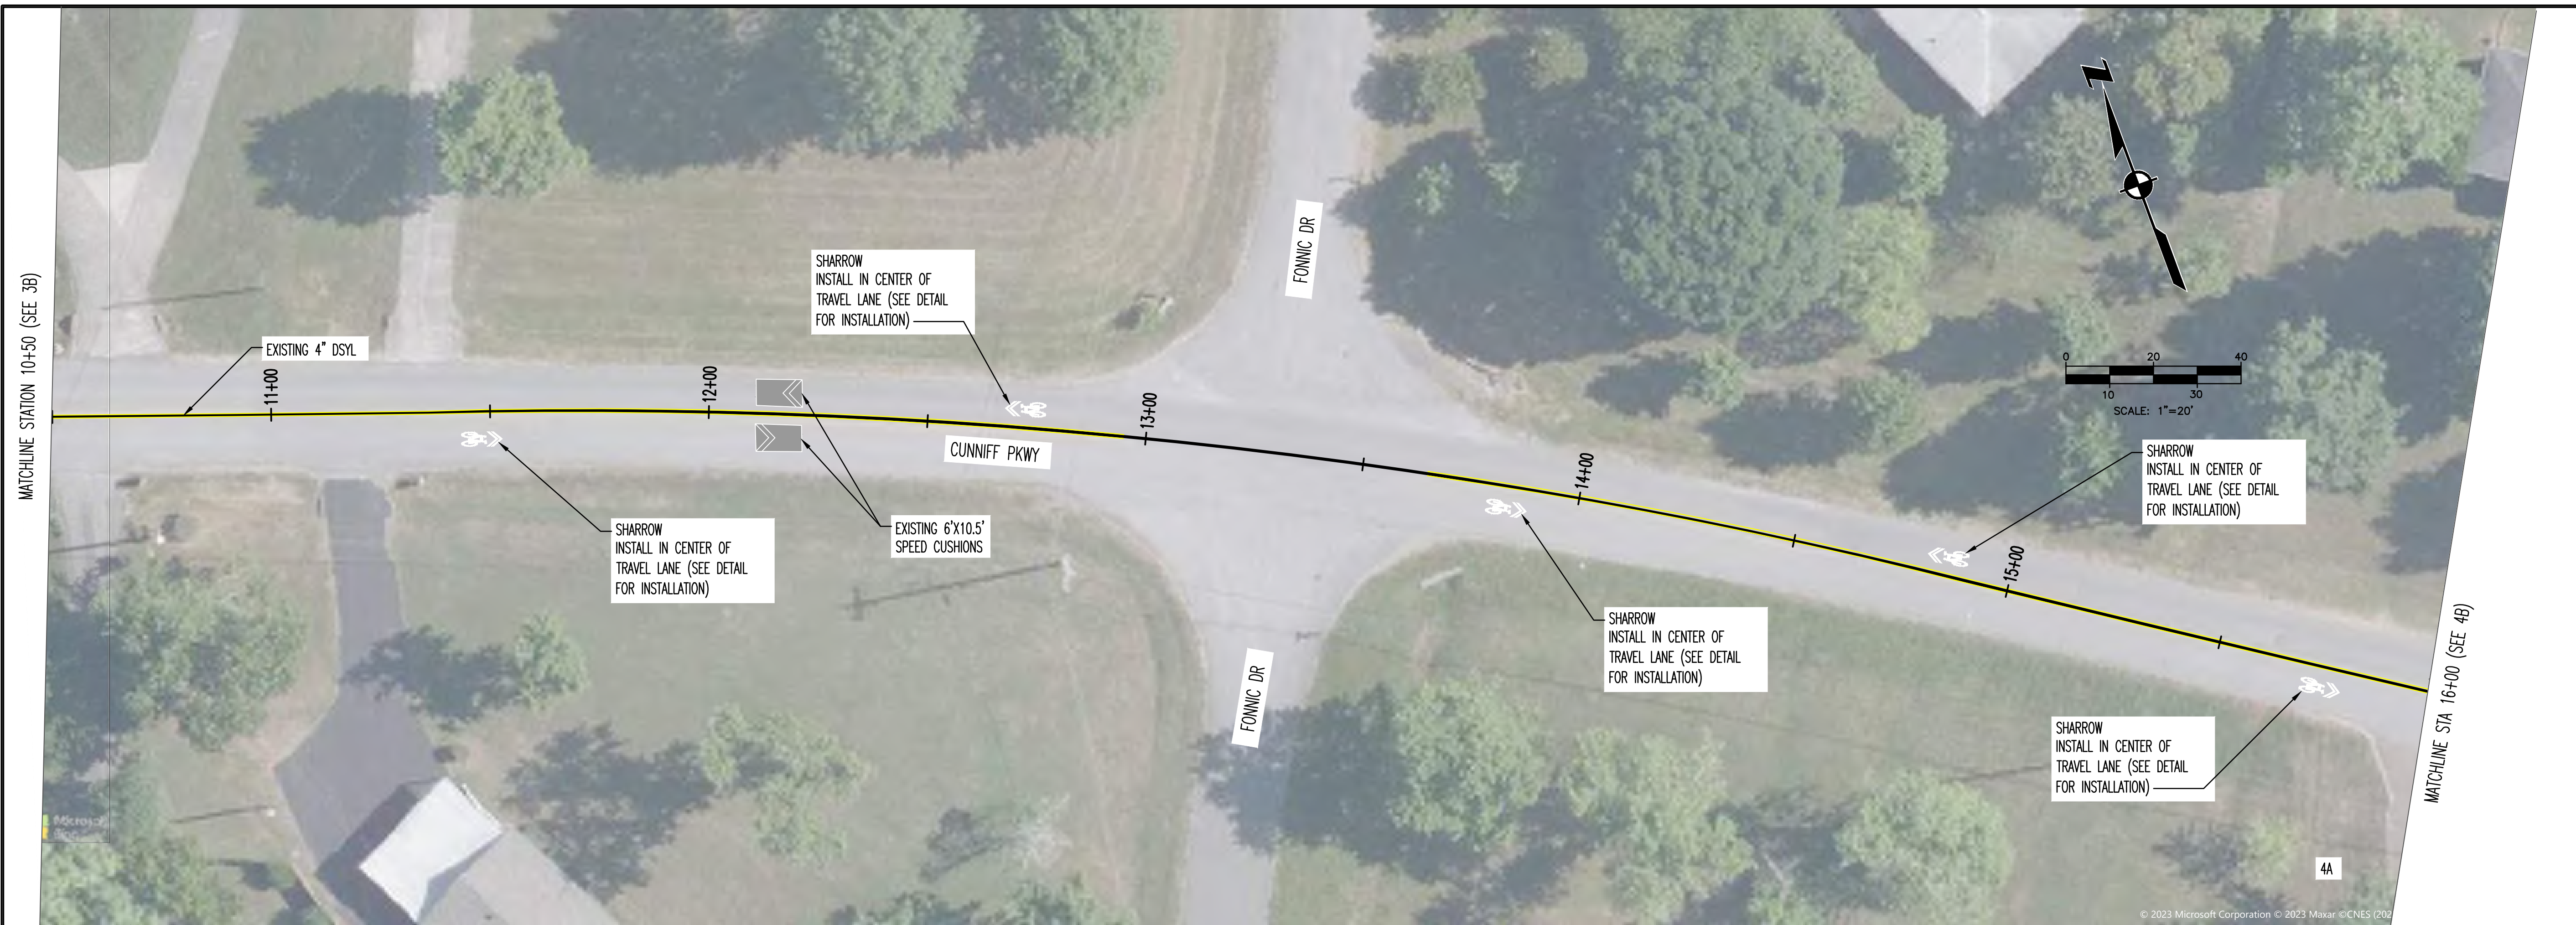 MATCHLINE STATION 10+50 (SEE 3B)
EXISTING 4" DSYL
11+00
12+00
SHARROW
INSTALL IN CENTER OF
TRAVEL LANE (SEE DETAIL
FOR INSTALLATION)
FONNIC DR
13+00
CUNNIFF PKWY
SHARROW
INSTALL IN CENTER OF
TRAVEL LANE (SEE DETAIL
FOR INSTALLATION)
EXISTING 6'X10.5'
SPEED CUSHIONS
14+00
SHARROW
INSTALL IN CENTER OF
TRAVEL LANE (SEE DETAIL
FOR INSTALLATION)
FONNIC DR
N
0 20 40
10 30
SCALE: 1"=20'
SHARROW
INSTALL IN CENTER OF
TRAVEL LANE (SEE DETAIL
FOR INSTALLATION)
15+00
SHARROW
INSTALL IN CENTER OF
TRAVEL LANE (SEE DETAIL
FOR INSTALLATION)
MATCHLINE STA 16+00 (SEE 4B)
4A
Microsoft
Bing
© 2023 Microsoft Corporation © 2023 Maxar ©CNES (202